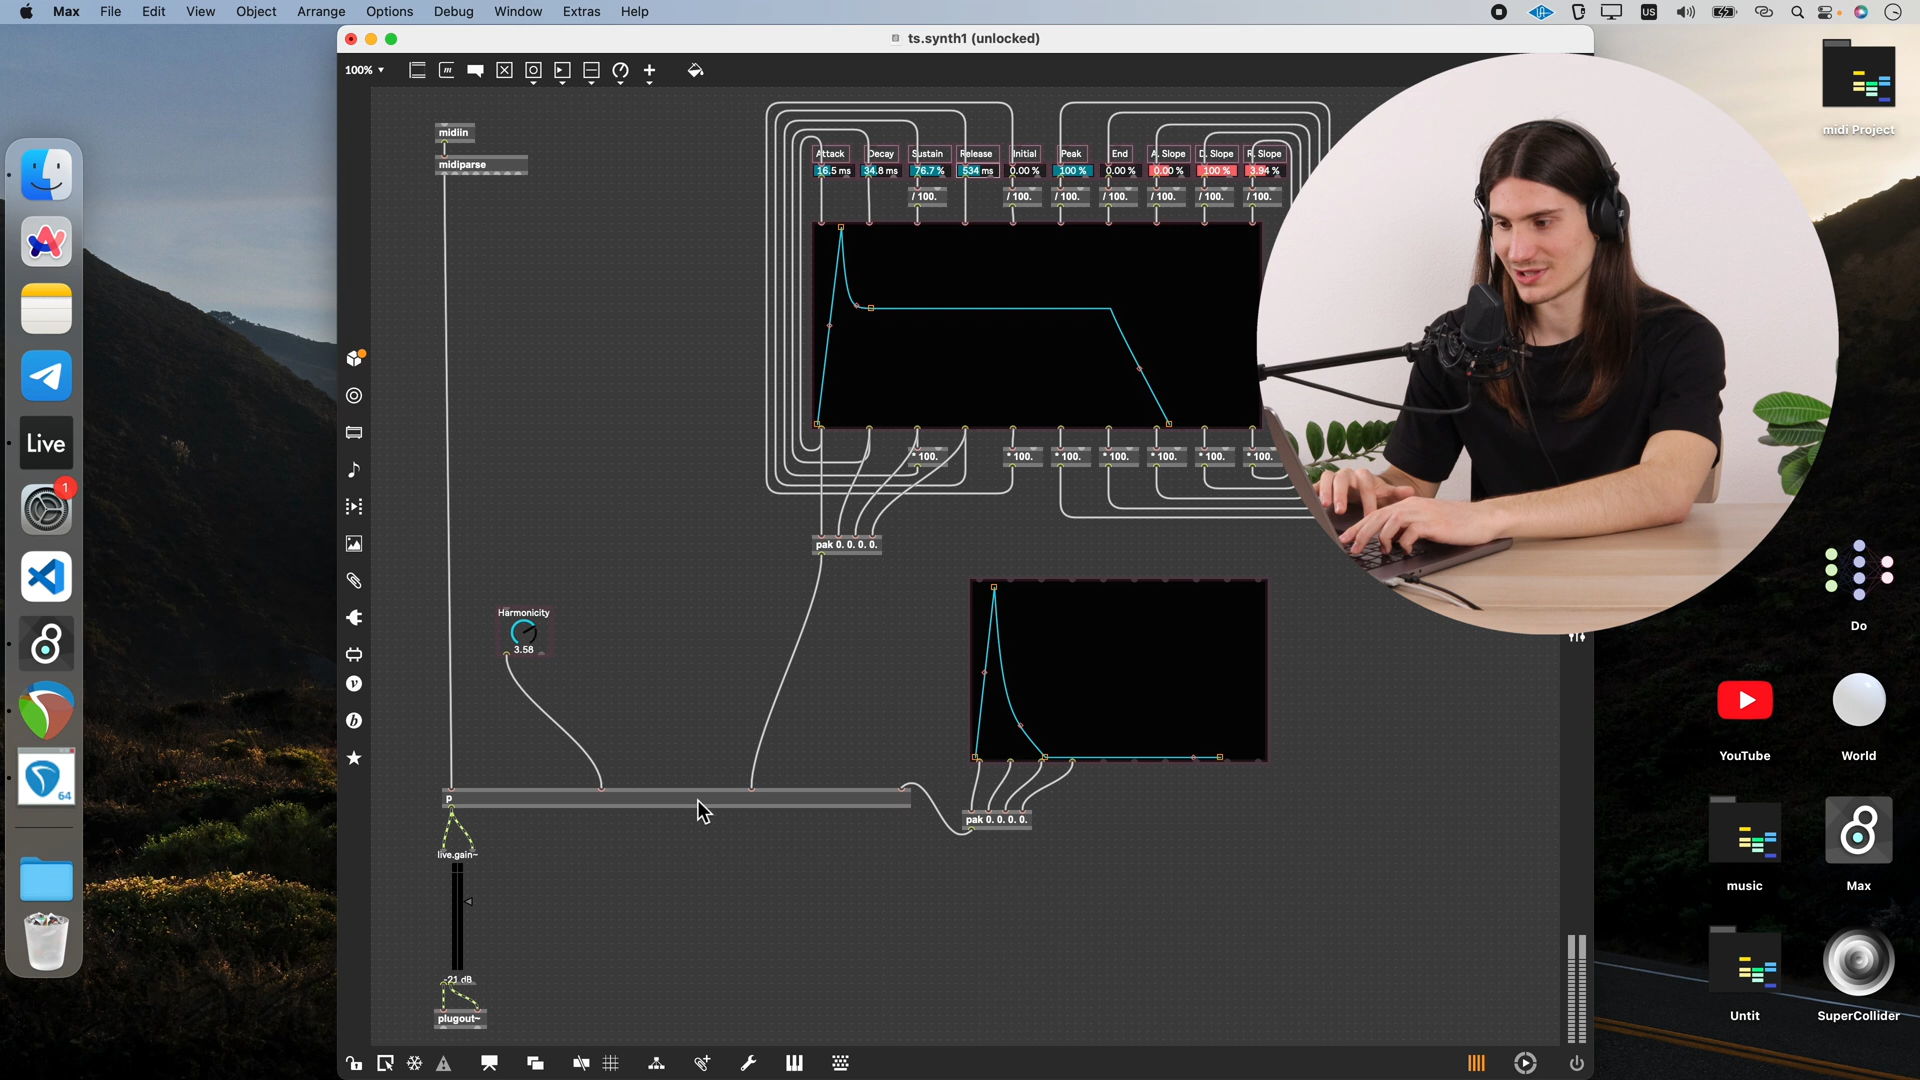 Max File Edit View Object Arrange Options Debug Window Extras Help
US
ts.synth1 (unlocked)
100%
midi Project
midiin
midiparse
Attack Decay Sustain Release Initial Peak End A. Slope D. Slope R. Slope
16.5 ms 34.8 ms 76.7 % 534 ms 0.00 % 100 % 0.00 % 0.00 % 100 % 3.94 %
/ 100. / 100. / 100. / 100. / 100. / 100. / 100.
* 100. * 100. * 100. * 100. * 100. * 100. * 100.
pak 0. 0. 0. 0.
Live
1
64
Harmonicity
3.58
p
pak 0. 0. 0. 0.
live.gain~
-21 dB
plugout~
Do
YouTube World
music Max
Untit SuperCollider